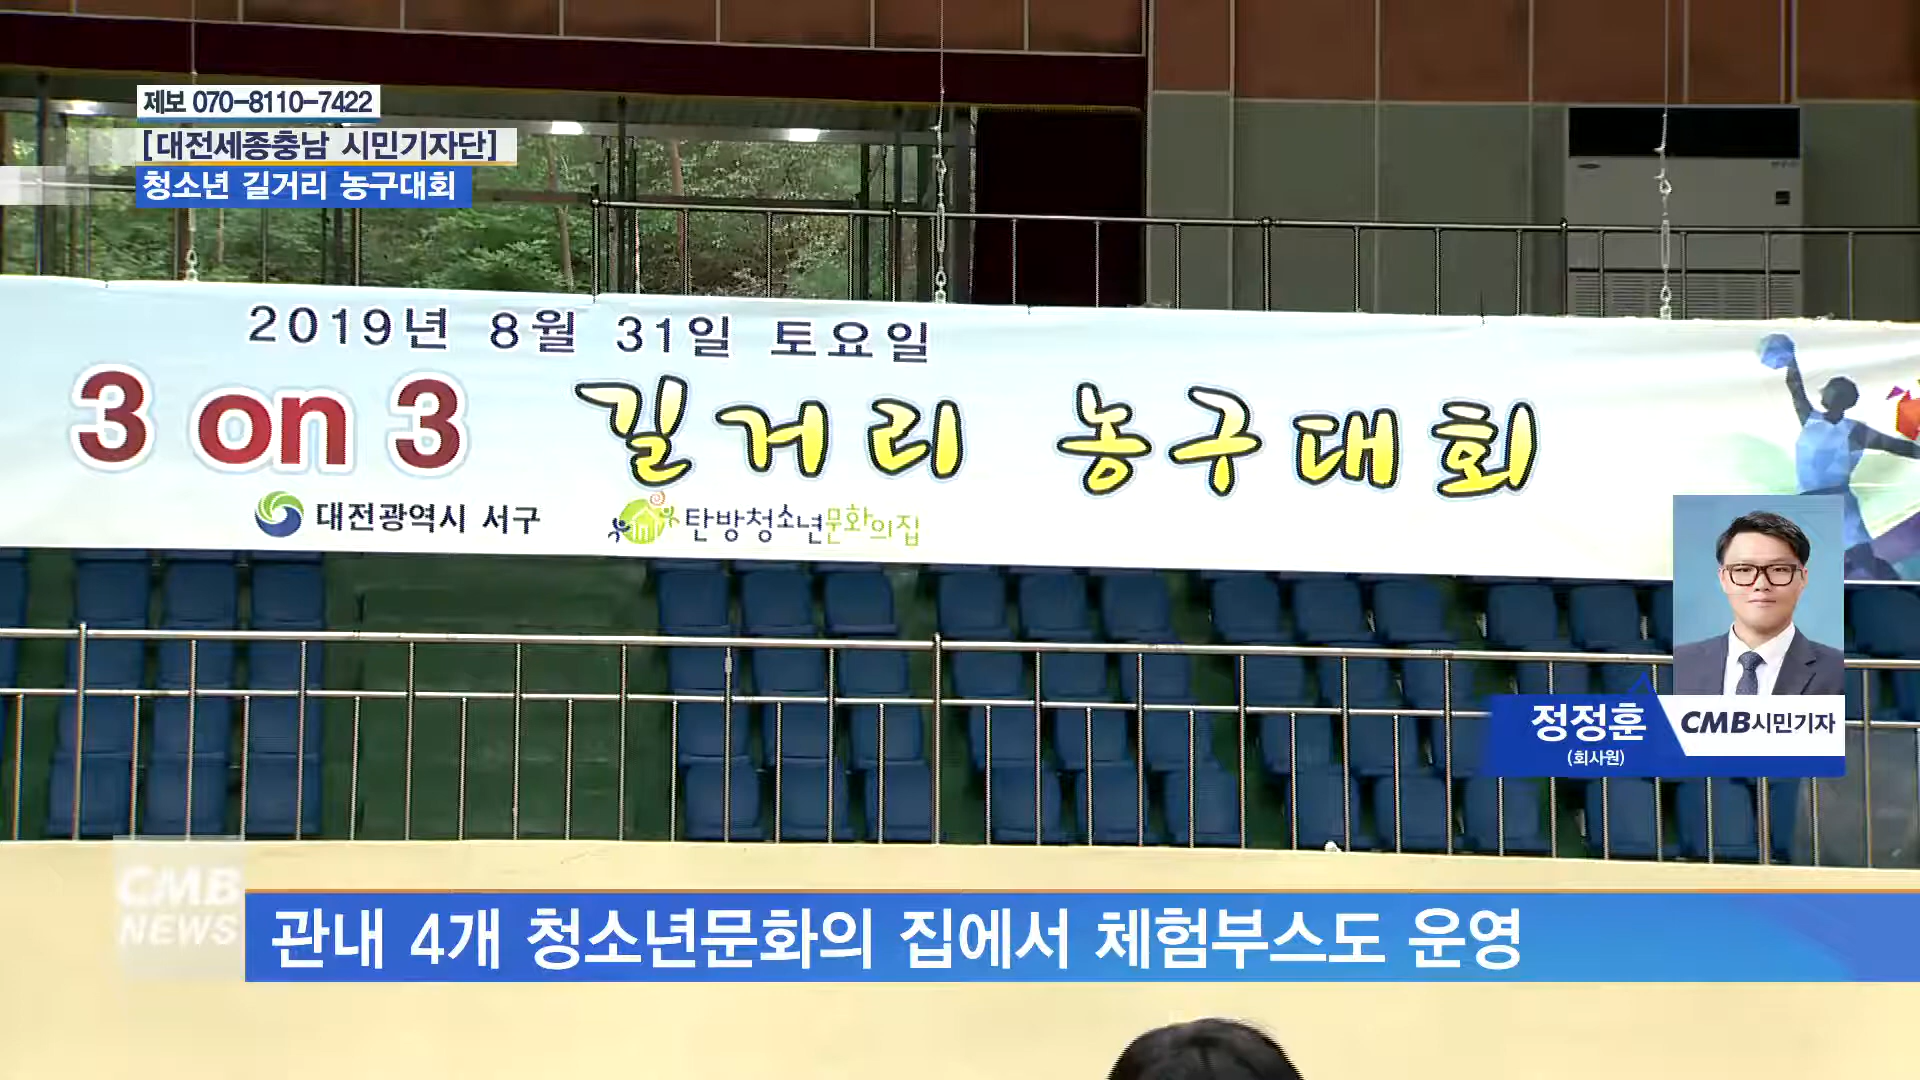 제보 070-8110-7422
[대전세종충남 시민기자단]
청소년 길거리 농구대회
2019년 8월 31일 토요일
3 on 3 길거리 농구대회
대전광역시 서구 탄방청소년문화의집
정정훈
(회사원)
CMB시민기자
CMB
NEWS
관내 4개 청소년문화의 집에서 체험부스도 운영